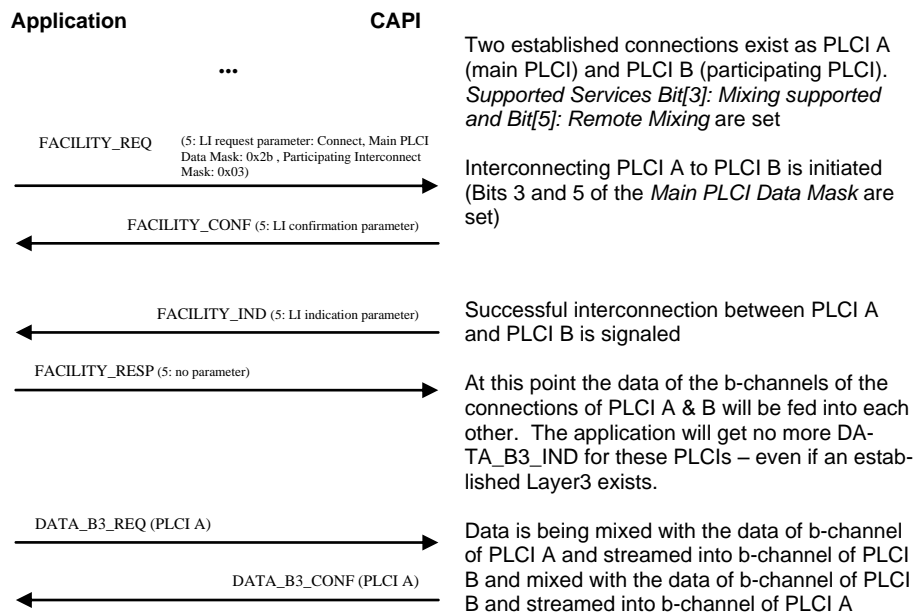 Application CAPI
...
Two established connections exist as PLCI A
(main PLCI) and PLCI B (participating PLCI).
Supported Services Bit[3]: Mixing supported
and Bit[5]: Remote Mixing are set
FACILITY_REQ
(5: LI request parameter: Connect, Main PLCI
Data Mask: 0x2b , Participating Interconnect
Mask: 0x03)
Interconnecting PLCI A to PLCI B is initiated
(Bits 3 and 5 of the Main PLCI Data Mask are
set)
FACILITY_CONF (5: LI confirmation parameter)
FACILITY_IND (5: LI indication parameter)
Successful interconnection between PLCI A
and PLCI B is signaled
FACILITY_RESP (5: no parameter)
At this point the data of the b-channels of the
connections of PLCI A & B will be fed into each
other. The application will get no more DA-
TA_B3_IND for these PLCIs – even if an estab-
lished Layer3 exists.
DATA_B3_REQ (PLCI A)
Data is being mixed with the data of b-channel
of PLCI A and streamed into b-channel of PLCI
B and mixed with the data of b-channel of PLCI
B and streamed into b-channel of PLCI A
DATA_B3_CONF (PLCI A)